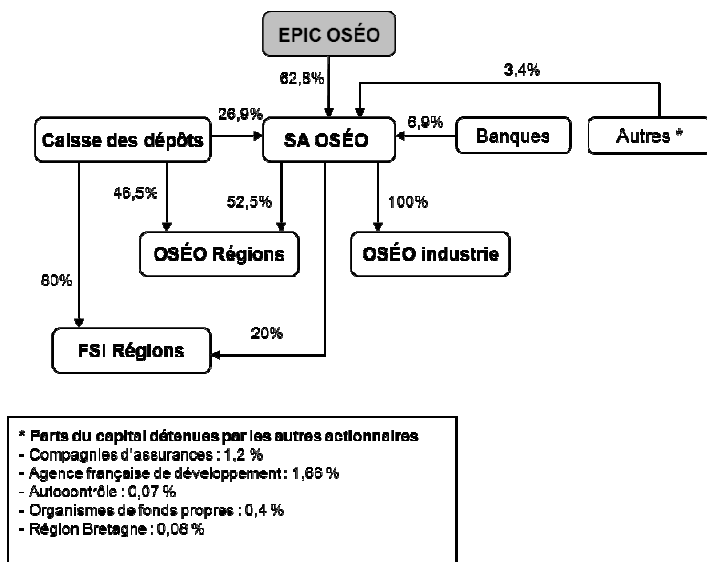 EPIC OSÉO
62,8%
3,4%
26,9%
6,9%
Caisse des dépôts
SA OSÉO
Banques
Autres *
46,5%
52,5%
100%
OSÉO Régions
OSÉO industrie
80%
20%
FSI Régions
* Parts du capital détenues par les autres actionnaires
- Compagnies d'assurances : 1,2 %
- Agence française de développement : 1,66 %
- Autocontrôle : 0,07 %
- Organismes de fonds propres : 0,4 %
- Région Bretagne : 0,06 %